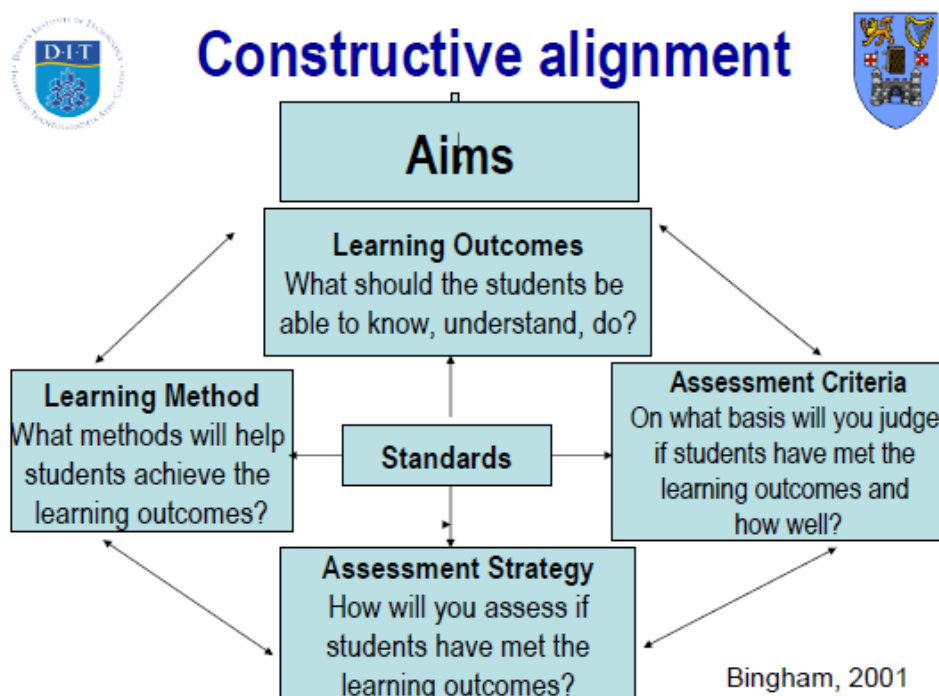 D·I·T
Constructive alignment
Aims
Learning Outcomes
What should the students be
able to know, understand, do?
Learning Method
What methods will help
students achieve the
learning outcomes?
Standards
Assessment Criteria
On what basis will you judge
if students have met the
learning outcomes and
how well?
Assessment Strategy
How will you assess if
students have met the
learning outcomes?
Bingham, 2001